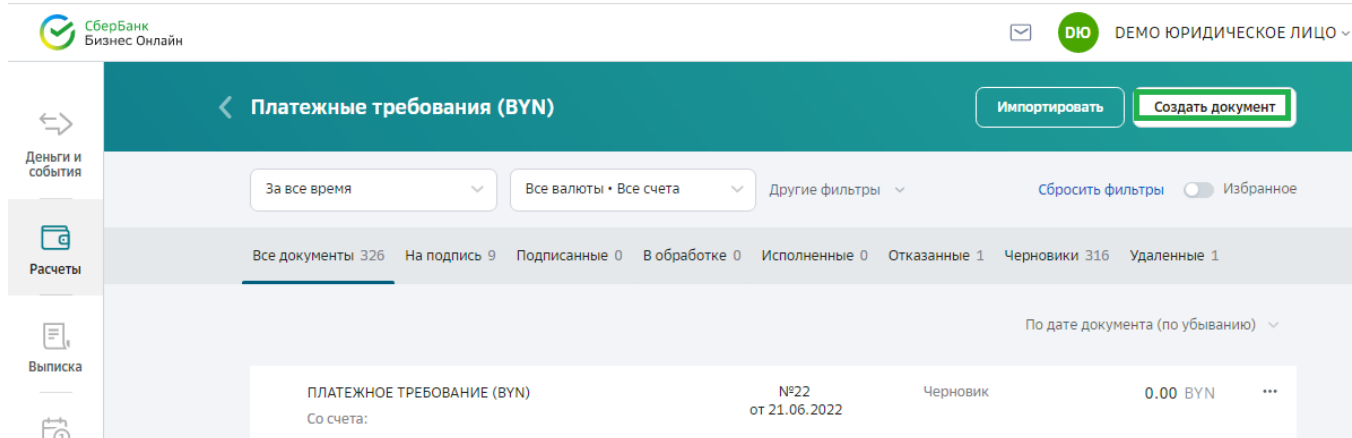 СберБанк
Бизнес Онлайн
DЮ
DEMO ЮРИДИЧЕСКОЕ ЛИЦО
Платежные требования (BYN)
Импортировать
Создать документ
Деньги и
события
За все время
Все валюты • Все счета
Другие фильтры
Сбросить фильтры
Избранное
Расчеты
Все документы 326 На подпись 9 Подписанные 0 В обработке 0 Исполненные 0 Отказанные 1 Черновики 316 Удаленные 1
По дате документа (по убыванию)
Выписка
ПЛАТЕЖНОЕ ТРЕБОВАНИЕ (BYN)
Со счета:
№22
от 21.06.2022
Черновик
0.00 BYN